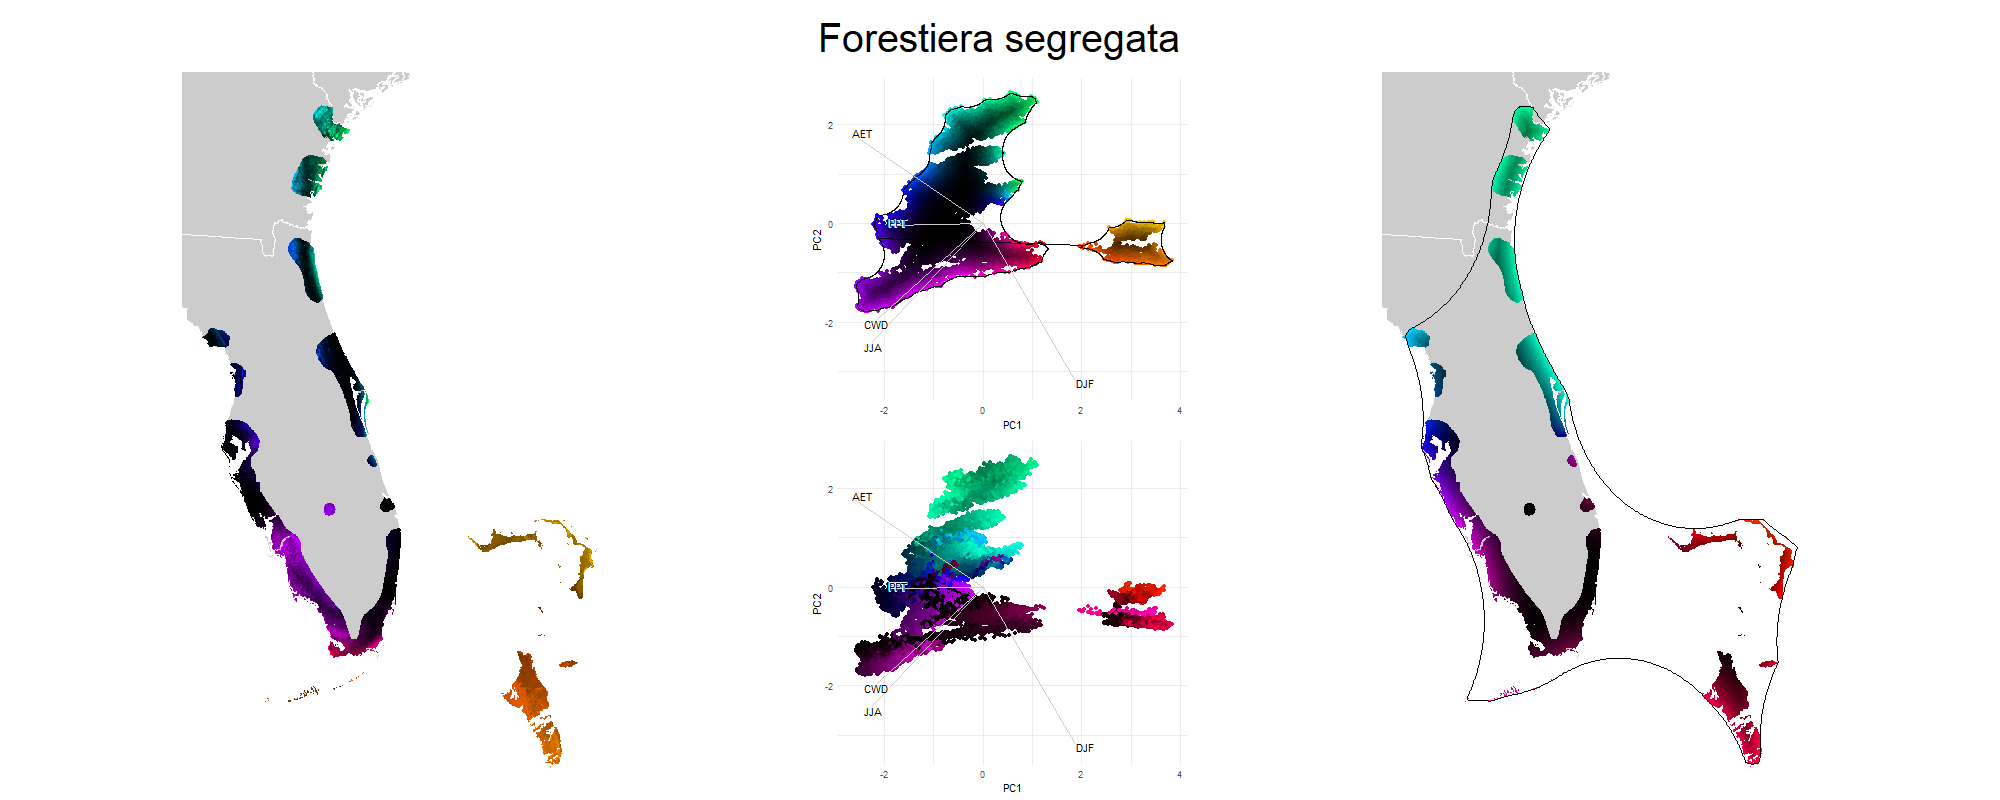 Forestiera segregata
2
AET
PC2
0
PPT
-2
CWD
JJA
DJF
-2
0
2
4
PC1
2
AET
PC2
0
PPT
-2
CWD
JJA
DJF
-2
0
2
4
PC1